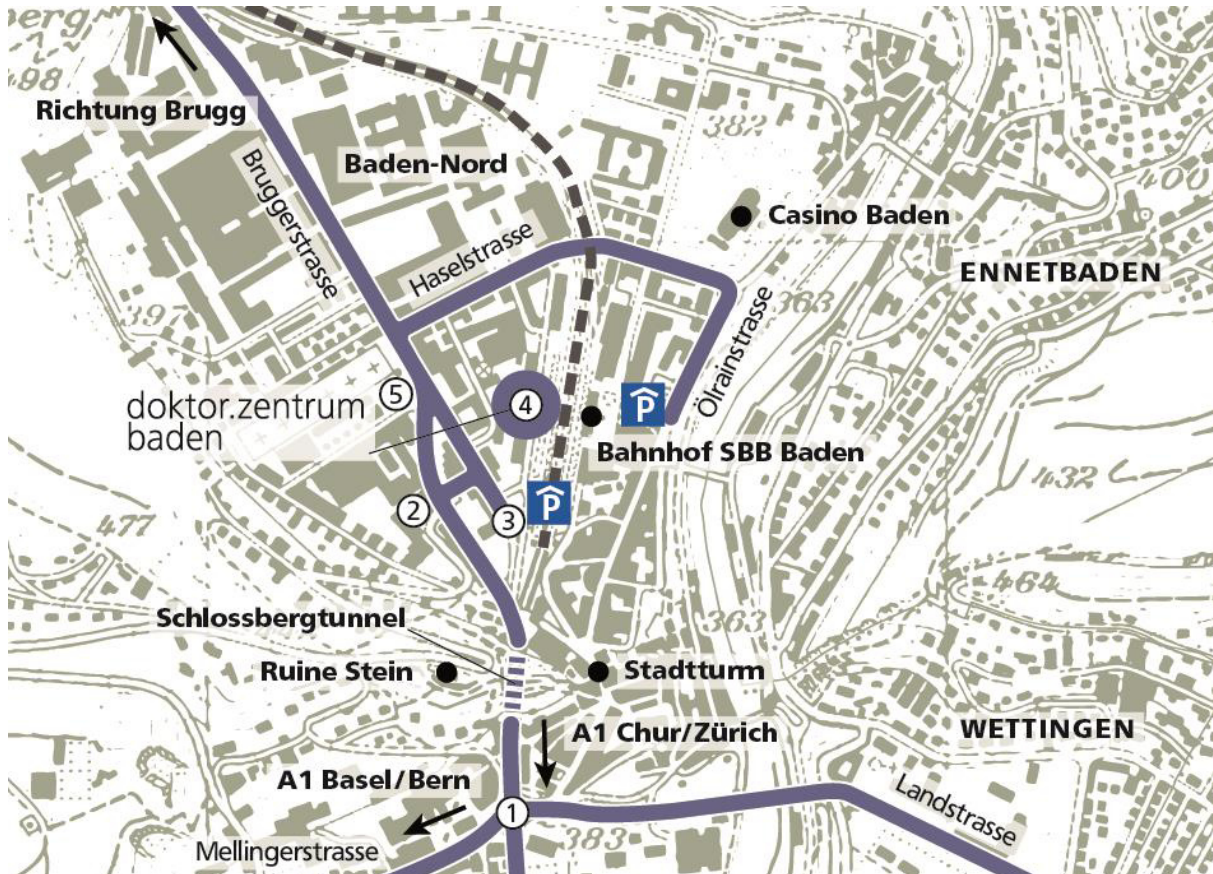 498
Richtung Brugg
Baden-Nord
382
400
Bruggerstrasse
Haselstrasse
Casino Baden
ENNETBADEN
397
363
Ölrainstrasse
5
4
P
doktor.zentrum
baden
Bahnhof SBB Baden
432
P
2
3
477
464
Schlossbergtunnel
363
Ruine Stein
Stadtturm
A1 Chur/Zürich
WETTINGEN
A1 Basel/Bern
1
Landstrasse
383
Mellingerstrasse